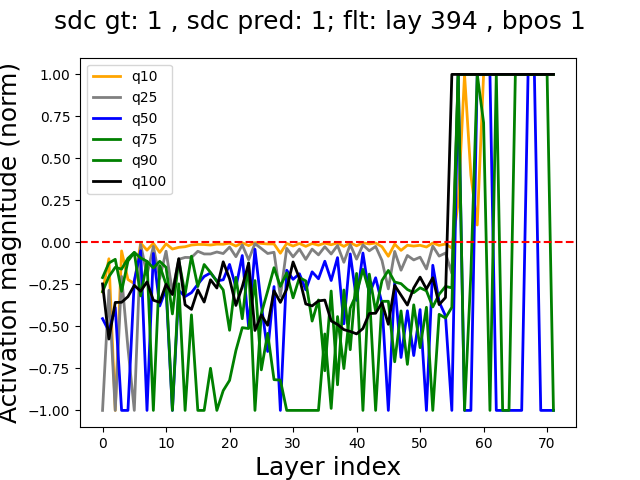 sdc gt: 1 , sdc pred: 1; flt: lay 394 , bpos 1
Activation magnitude (norm)
1.00
0.75
0.50
0.25
0.00
−0.25
−0.50
−0.75
−1.00
q10
q25
q50
q75
q90
q100
0 10 20 30 40 50 60 70
Layer index